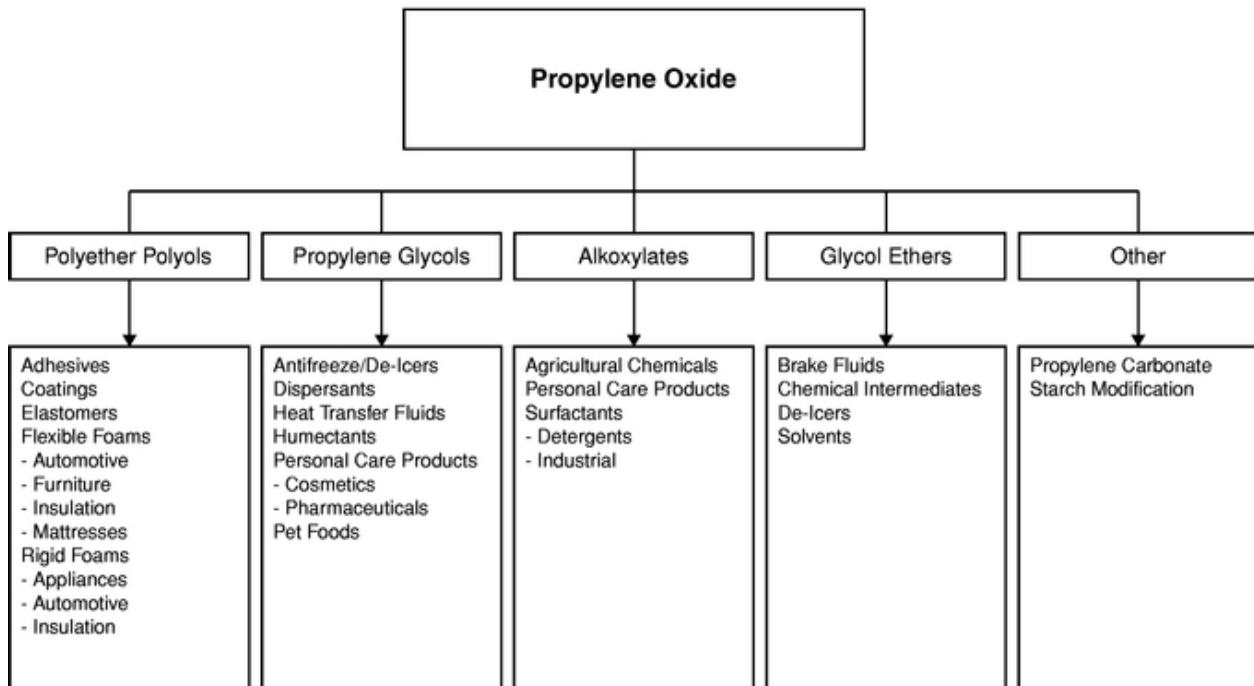 Propylene Oxide
Polyether Polyols
Propylene Glycols
Alkoxylates
Glycol Ethers
Other
Adhesives
Coatings
Elastomers
Flexible Foams
- Automotive
- Furniture
- Insulation
- Mattresses
Rigid Foams
- Appliances
- Automotive
- Insulation
Antifreeze/De-Icers
Dispersants
Heat Transfer Fluids
Humectants
Personal Care Products
- Cosmetics
- Pharmaceuticals
Pet Foods
Agricultural Chemicals
Personal Care Products
Surfactants
- Detergents
- Industrial
Brake Fluids
Chemical Intermediates
De-Icers
Solvents
Propylene Carbonate
Starch Modification